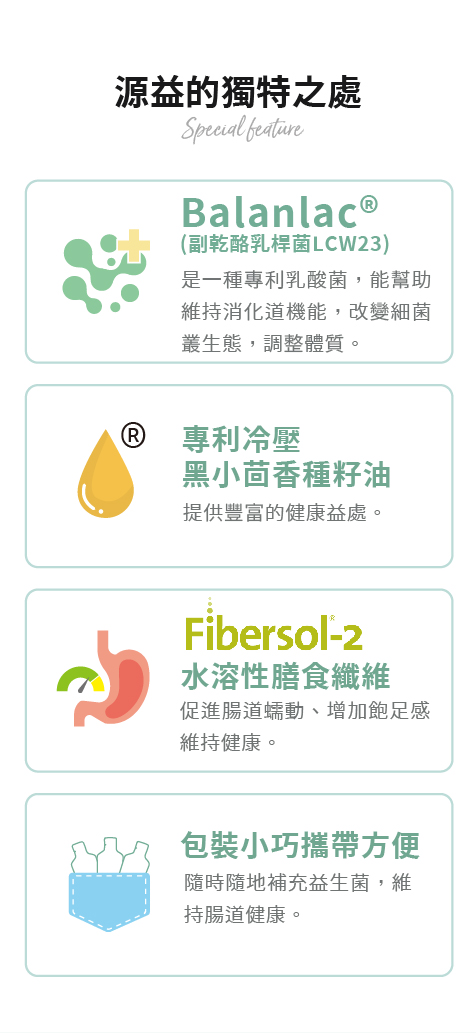 源益的獨特之處
Special feature
Balanlac®
(副乾酪乳桿菌LCW23)
是一種專利乳酸菌，能幫助
維持消化道機能，改變細菌
叢生態，調整體質。
®
專利冷壓
黑小茴香種籽油
提供豐富的健康益處。
Fibersol®-2
水溶性膳食纖維
促進腸道蠕動、增加飽足感
維持健康。
包裝小巧攜帶方便
隨時隨地補充益生菌，維
持腸道健康。